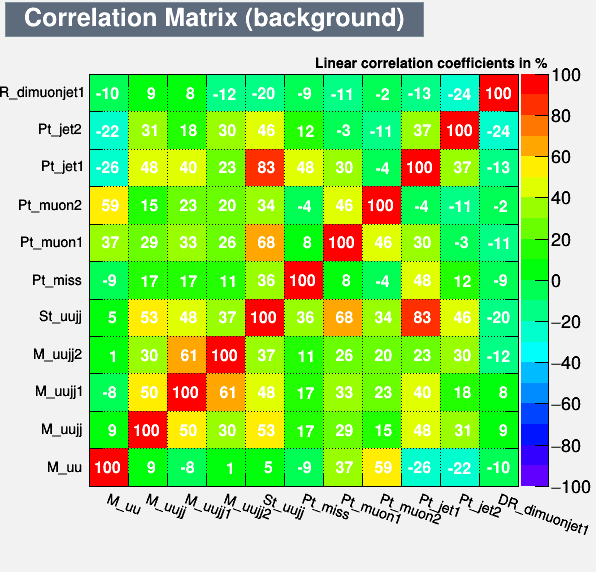 Correlation Matrix (background)
Linear correlation coefficients in %
R_dimuonjet1 -10 9 8 -12 -20 -9 -11 -2 -13 -24 100
Pt_jet2 -22 31 18 30 46 12 -3 -11 37 100 -24
Pt_jet1 -26 48 40 23 83 48 30 -4 100 37 -13
Pt_muon2 59 15 23 20 34 -4 46 100 -4 -11 -2
Pt_muon1 37 29 33 26 68 8 100 46 30 -3 -11
Pt_miss -9 17 17 11 36 100 8 -4 48 12 -9
St_uujj 5 53 48 37 100 36 68 34 83 46 -20
M_uujj2 1 30 61 100 37 11 26 20 23 30 -12
M_uujj1 -8 50 100 61 48 17 33 23 40 18 8
M_uujj 9 100 50 30 53 17 29 15 48 31 9
M_uu 100 9 -8 1 5 -9 37 59 -26 -22 -10
M_uu M_uujj M_uujj1 M_uujj2 St_uujj Pt_miss Pt_muon1 Pt_muon2 Pt_jet1 Pt_jet2 DR_dimuonjet1
100
80
60
40
20
0
−20
−40
−60
−80
−100